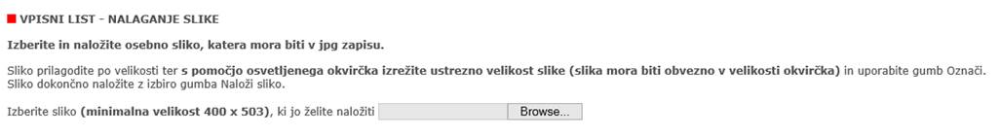 VPISNI LIST - NALAGANJE SLIKE
Izberite in naložite osebno sliko, katera mora biti v jpg zapisu.
Sliko prilagodite po velikosti ter s pomočjo osvetljenega okvirčka izrežite ustrezno velikost slike (slika mora biti obvezno v velikosti okvirčka) in uporabite gumb Označi.
Sliko dokončno naložite z izbiro gumba Naloži sliko.
Izberite sliko (minimalna velikost 400 x 503), ki jo želite naložiti Browse...